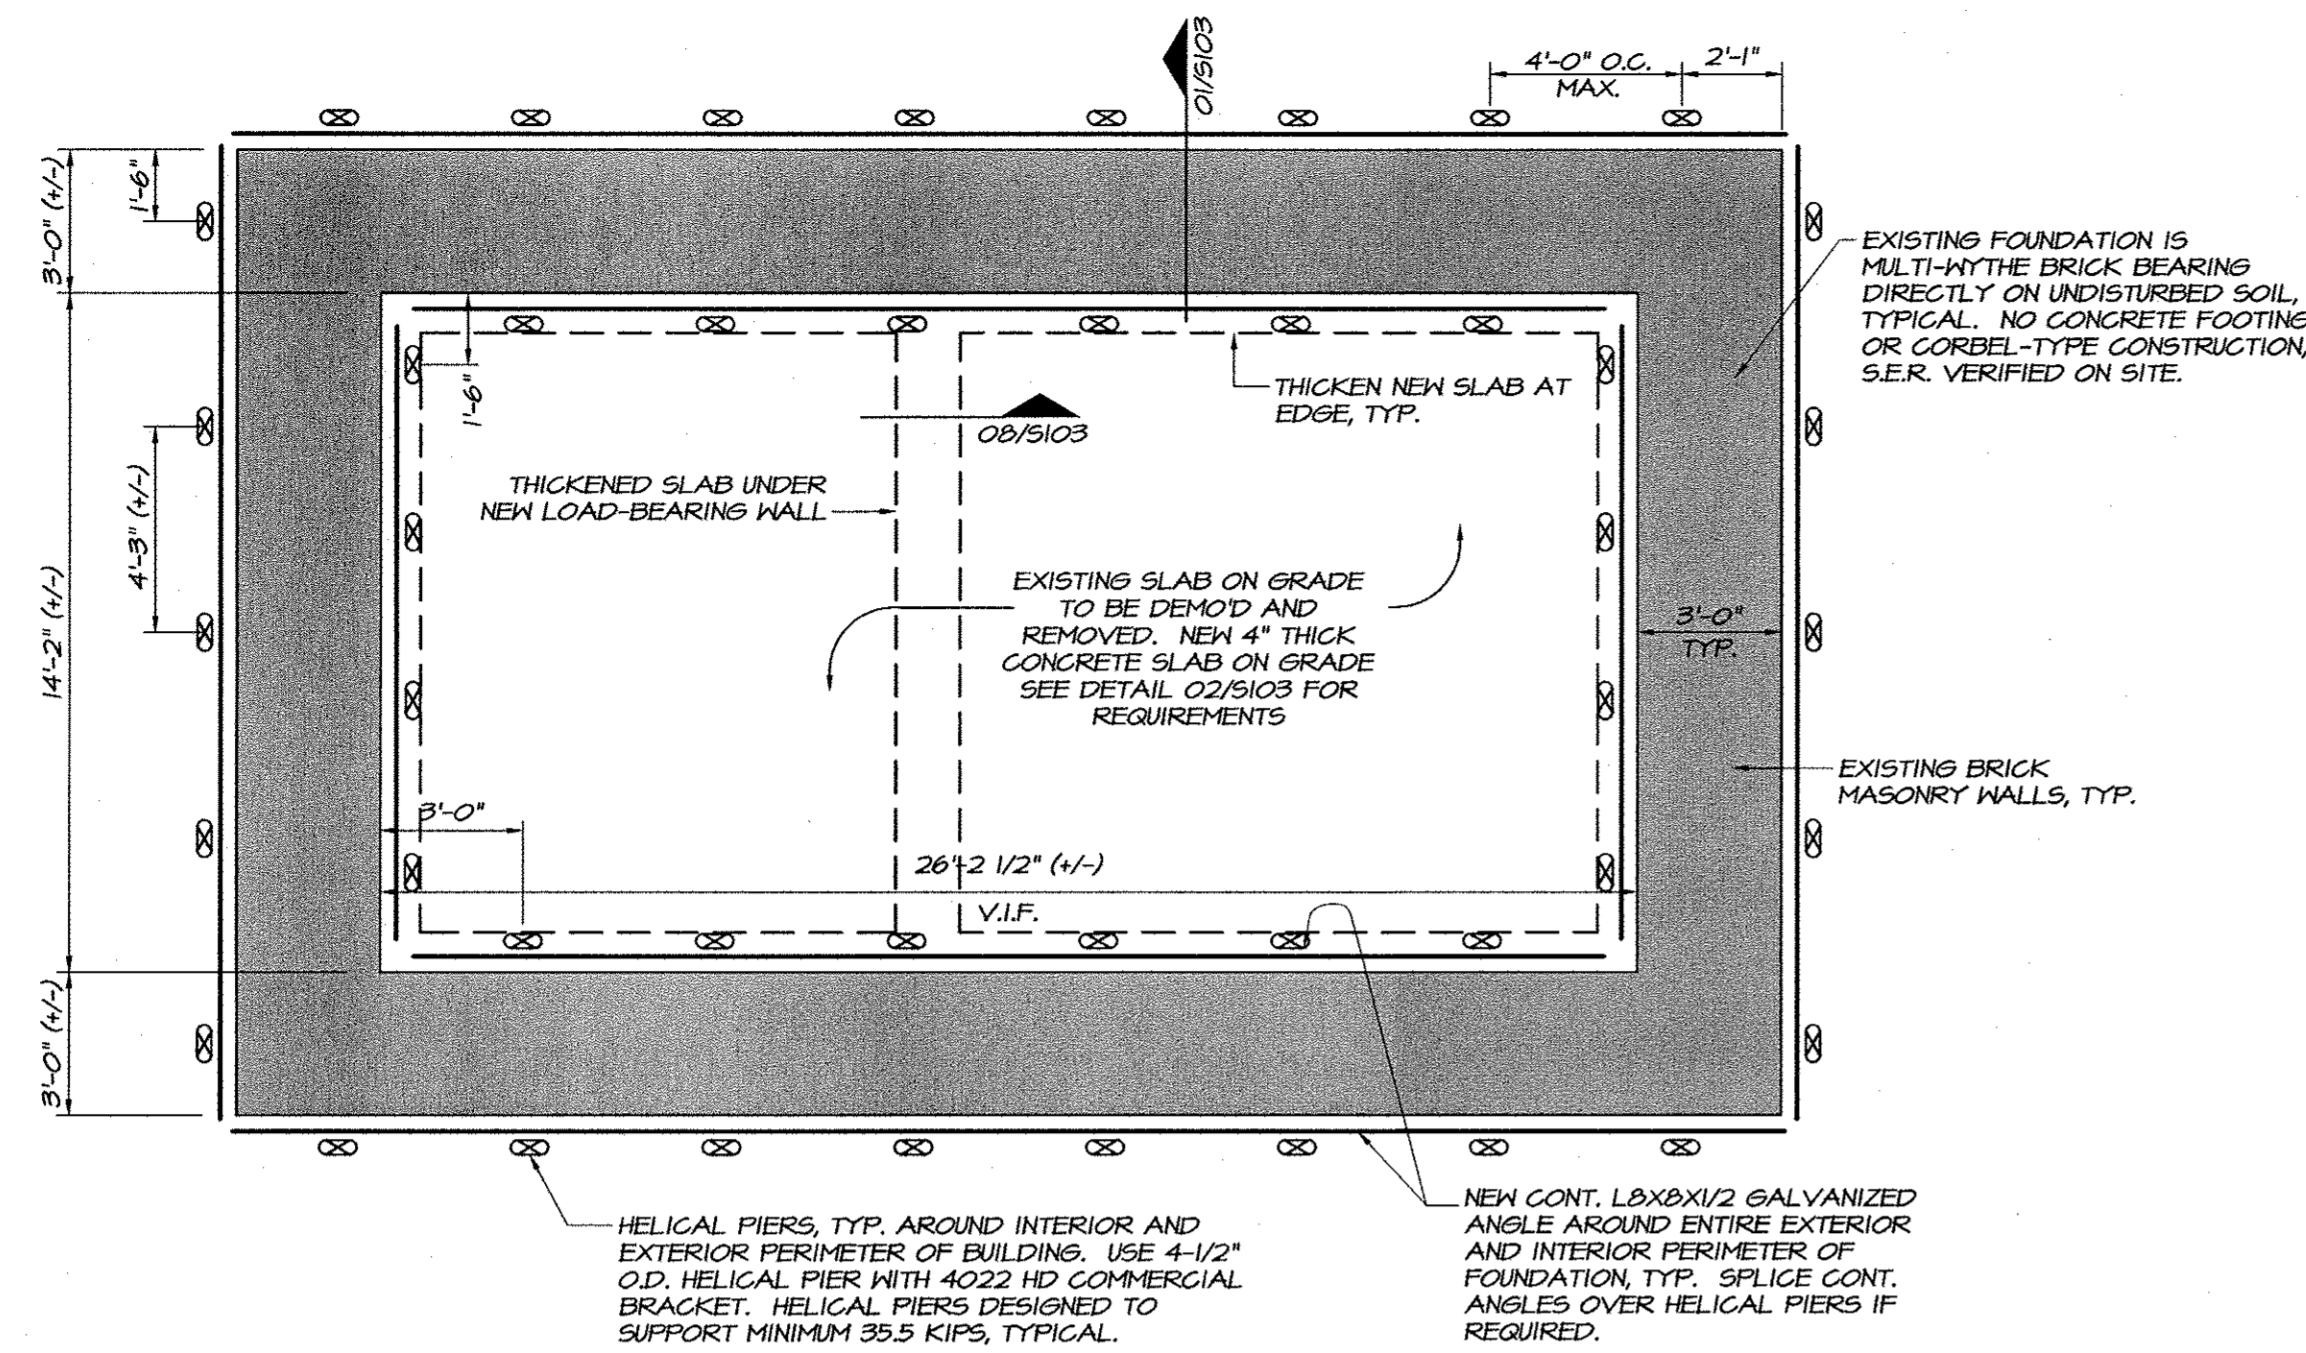 01/S103
4'-0" O.C.
MAX.
2'-1"
3'-0" (+/-)
1'-6"
EXISTING FOUNDATION IS
MULTI-WYTHE BRICK BEARING
DIRECTLY ON UNDISTURBED SOIL,
TYPICAL. NO CONCRETE FOOTING
OR CORBEL-TYPE CONSTRUCTION,
S.E.R. VERIFIED ON SITE.
1'-6"
THICKEN NEW SLAB AT
EDGE, TYP.
08/S103
THICKENED SLAB UNDER
NEW LOAD-BEARING WALL
4'-3" (+/-)
14'-2" (+/-)
EXISTING SLAB ON GRADE
TO BE DEMO'D AND
REMOVED. NEW 4" THICK
CONCRETE SLAB ON GRADE
SEE DETAIL 02/S103 FOR
REQUIREMENTS
3'-0"
TYP.
EXISTING BRICK
MASONRY WALLS, TYP.
3'-0"
26'-2 1/2" (+/-)
V.I.F.
3'-0" (+/-)
HELICAL PIERS, TYP. AROUND INTERIOR AND
EXTERIOR PERIMETER OF BUILDING. USE 4-1/2"
O.D. HELICAL PIER WITH 4022 HD COMMERCIAL
BRACKET. HELICAL PIERS DESIGNED TO
SUPPORT MINIMUM 35.5 KIPS, TYPICAL.
NEW CONT. L8X8X1/2 GALVANIZED
ANGLE AROUND ENTIRE EXTERIOR
AND INTERIOR PERIMETER OF
FOUNDATION, TYP. SPLICE CONT.
ANGLES OVER HELICAL PIERS IF
REQUIRED.